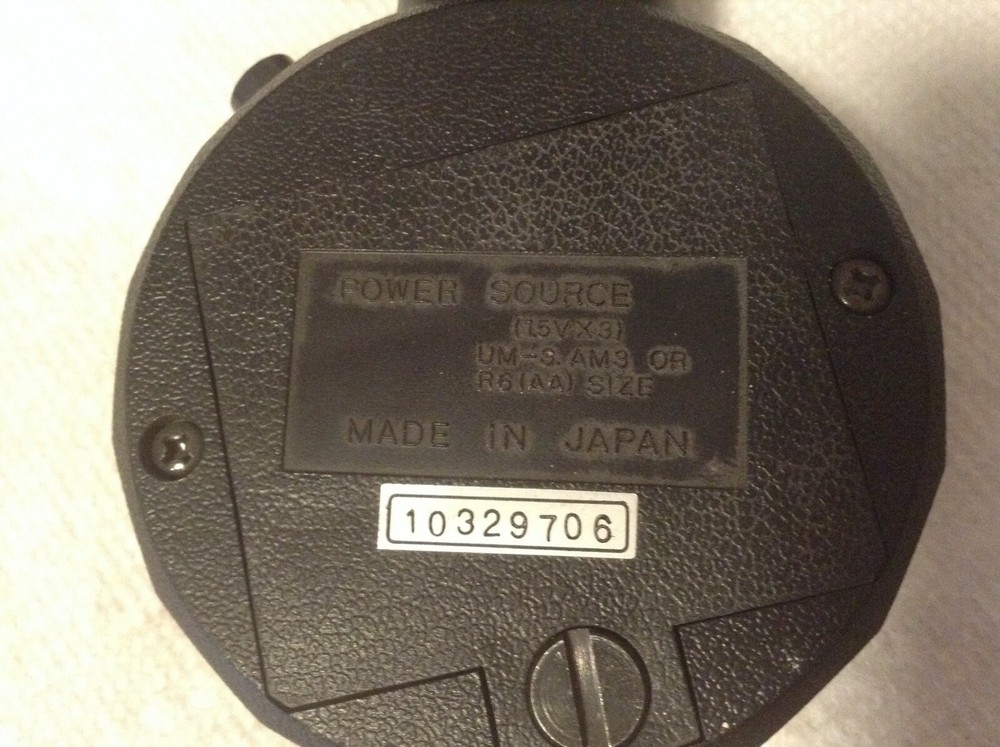 POWER SOURCE
(1.5V X 3)
UM-3. AM3 OR
R6 (AA) SIZE
MADE IN JAPAN
10329706